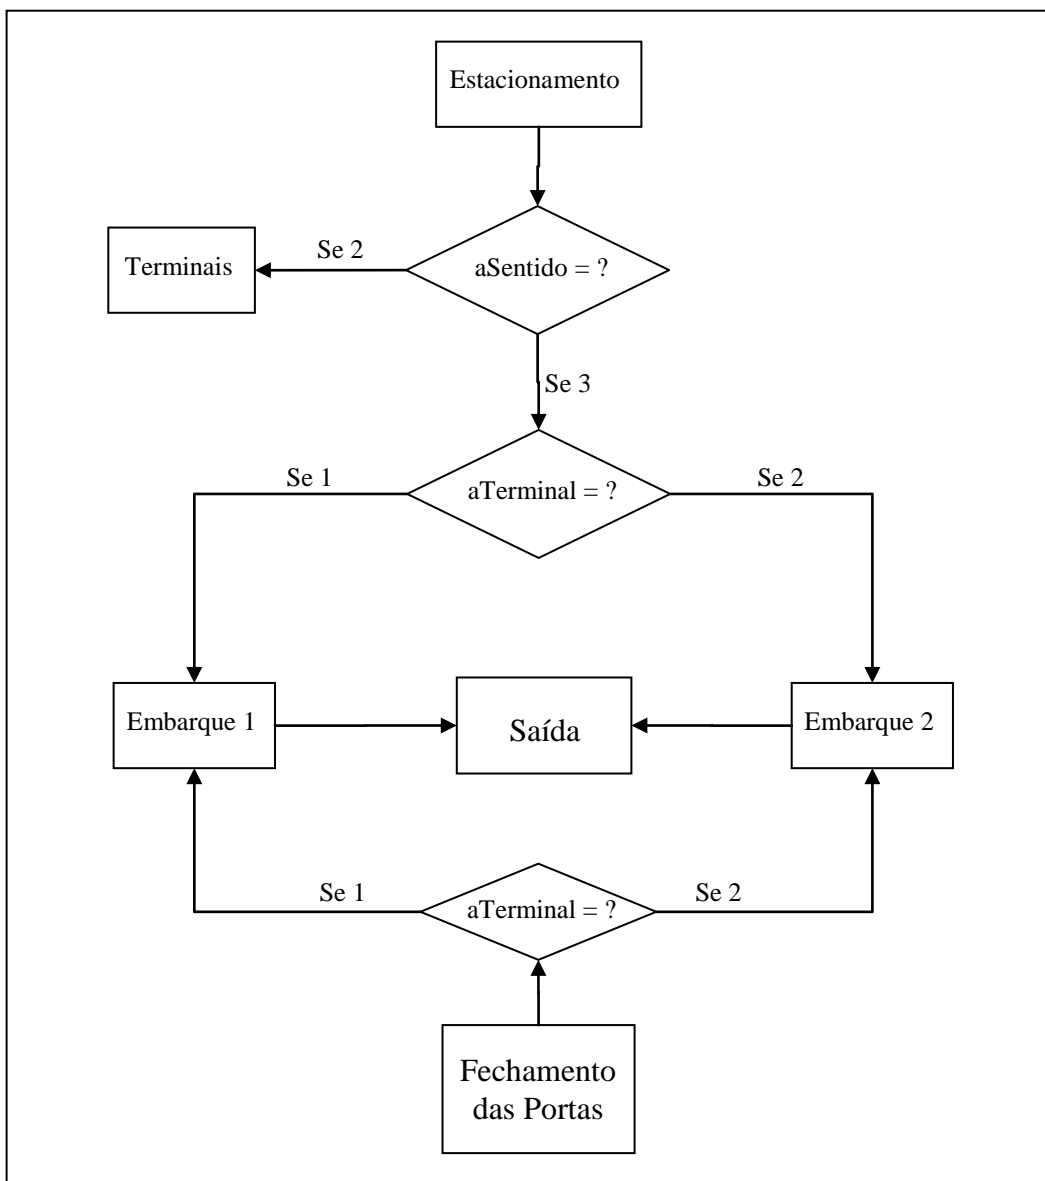 Estacionamento
Se 2
Terminais
aSentido = ?
Se 3
Se 1
aTerminal = ?
Se 2
Embarque 1
Saída
Embarque 2
Se 1
aTerminal = ?
Se 2
Fechamento
das Portas